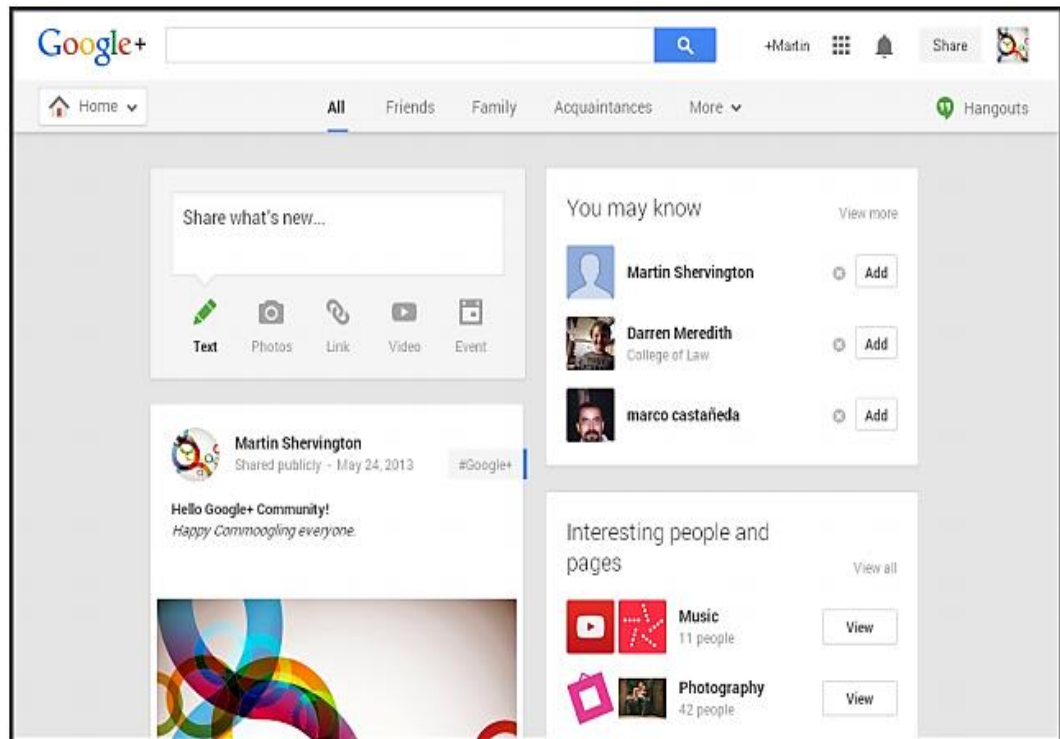 Google+
+Martin
Share
Home
All Friends Family Acquaintances More
Hangouts
Share what's new...
Text Photos Link Video Event
Martin Shervington
Shared publicly - May 24, 2013
#Google+
Hello Google+ Community!
Happy Commoogling everyone.
You may know
View more
Martin Shervington
Add
Darren Meredith
College of Law
Add
marco castañeda
Add
Interesting people and
pages
View all
Music
11 people
View
Photography
42 people
View